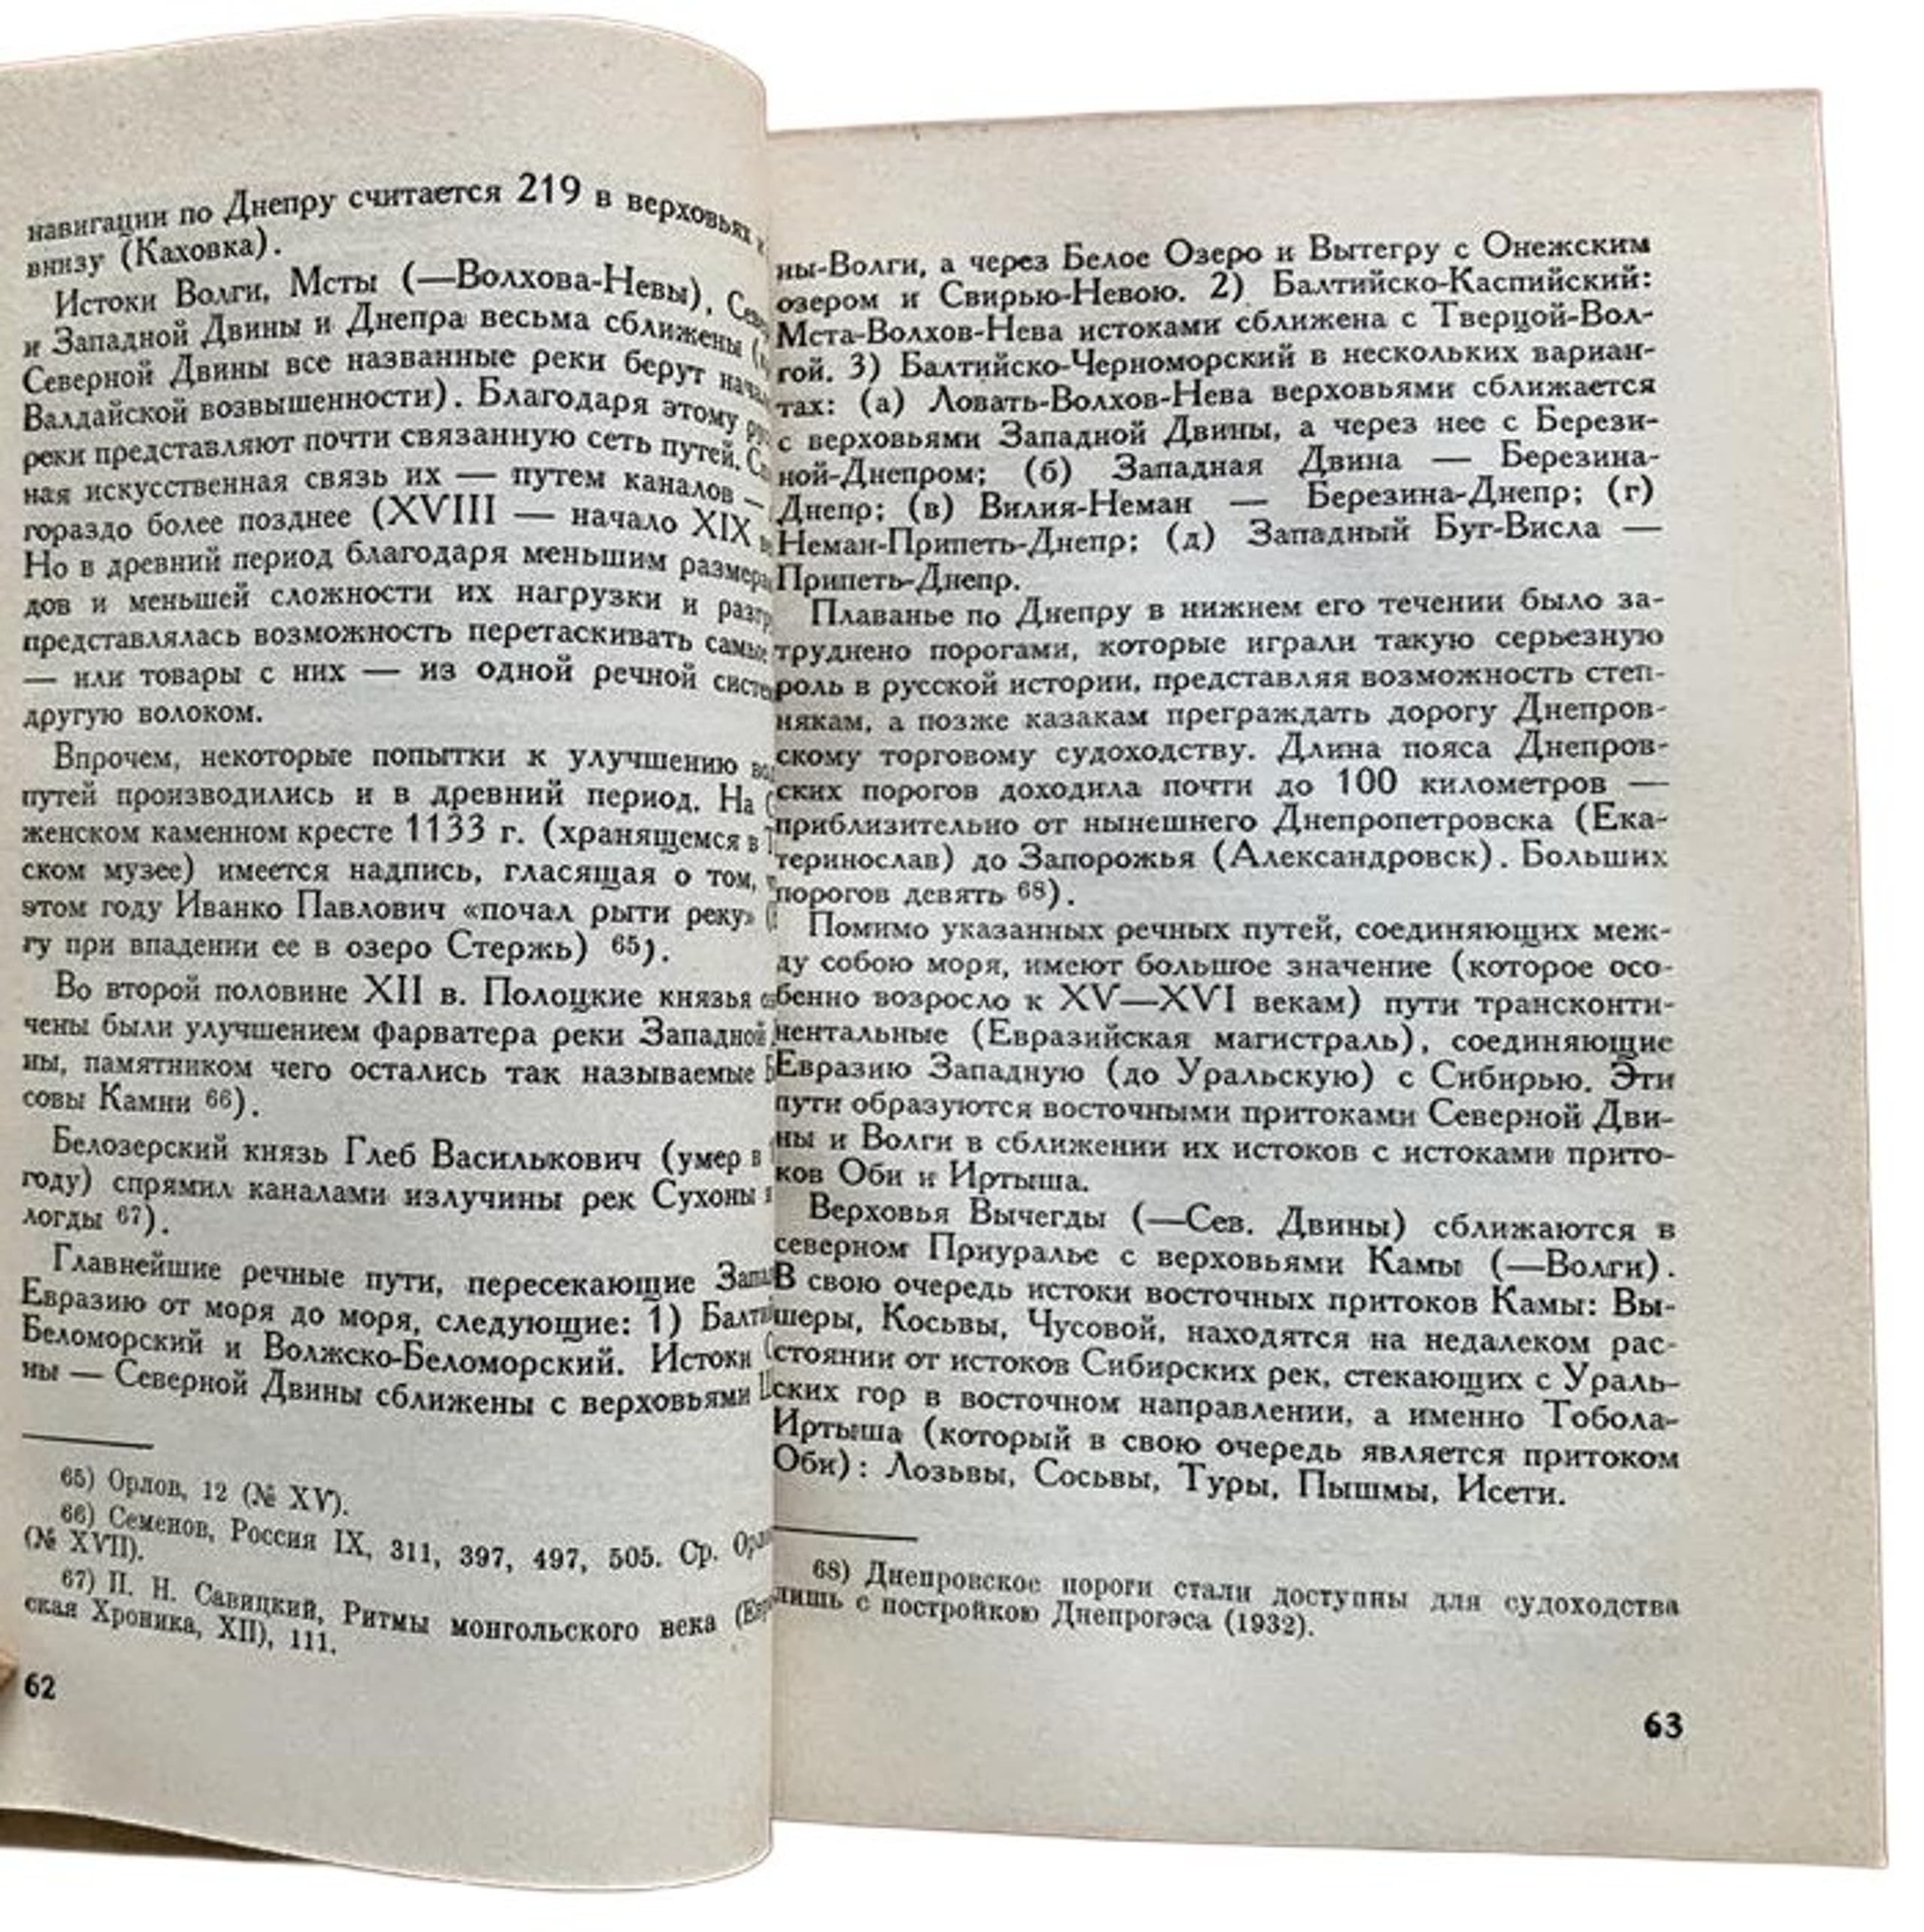 навигации по Днепру считается 219 в верховьях и
внизу (Каховка).
Истоки Волги, Мсты (—Волхова-Невы),
и Западной Двины и Днепра весьма сближены
Северной Двины все названные реки берут
Валдайской возвышенности). Благодаря этому
реки представляют почти связанную сеть путей.
ная искусственная связь их — путем каналов —
гораздо более позднее (XVIII — начало XIX
Но в древний период благодаря меньшим
дов и меньшей сложности их нагрузки и
представлялась возможность перетаскивать
— или товары с них — из одной речной
другую волоком.
Впрочем, некоторые попытки к улучшению
путей производились и в древний период. На
женском каменном кресте 1133 г. (хранящемся в
ском музее) имеется надпись, гласящая о том,
этом году Иванко Павлович «почал рыти реку»
гу при впадении ее в озеро Стержь) 65).
Во второй половине XII в. Полоцкие князья
чены были улучшением фарватера реки Западной
ны, памятником чего остались так называемые
совы Камни 66).
Белозерский князь Глеб Василькович (умер в
году) спрямил каналами излучины рек Сухоны
логды 67).
Главнейшие речные пути, пересекающие
Евразию от моря до моря, следующие: 1)
Беломорский и Волжско-Беломорский. Истоки
ны — Северной Двины сближены с верховьями
65) Орлов, 12 (№ XV).
66) Семенов, Россия IX, 311, 397, 497, 505. Ср.
(№ XVII).
67) П. Н. Савицкий, Ритмы монгольского века
ская Хроника, XII), 111.
62
ны-Волги, а через Белое Озеро и Вытегру с Онежским
озером и Свирью-Невою. 2) Балтийско-Каспийский:
Мста-Волхов-Нева истоками сближена с Тверцой-Вол-
гой. 3) Балтийско-Черноморский в нескольких вариан-
тах: (а) Ловать-Волхов-Нева верховьями сближается
с верховьями Западной Двины, а через нее с Берези-
ной-Днепром; (б) Западная Двина — Березина-
Днепр; (в) Вилия-Неман — Березина-Днепр; (г)
Неман-Припеть-Днепр; (д) Западный Буг-Висла —
Припеть-Днепр.
Плаванье по Днепру в нижнем его течении было за-
труднено порогами, которые играли такую серьезную
роль в русской истории, представляя возможность степ-
някам, а позже казакам преграждать дорогу Днепров-
скому торговому судоходству. Длина пояса Днепров-
ских порогов доходила почти до 100 километров —
приблизительно от нынешнего Днепропетровска (Ека-
теринослав) до Запорожья (Александровск). Больших
порогов девять 68).
Помимо указанных речных путей, соединяющих меж-
ду собою моря, имеют большое значение (которое осо-
бенно возросло к XV—XVI векам) пути трансконти-
нентальные (Евразийская магистраль), соединяющие
Евразию Западную (до Уральскую) с Сибирью. Эти
пути образуются восточными притоками Северной Дви-
ны и Волги в сближении их истоков с истоками прито-
ков Оби и Иртыша.
Верховья Вычегды (—Сев. Двины) сближаются в
северном Приуралье с верховьями Камы (—Волги).
В свою очередь истоки восточных притоков Камы: Вы-
шеры, Косьвы, Чусовой, находятся на недалеком рас-
стоянии от истоков Сибирских рек, стекающих с Ураль-
ских гор в восточном направлении, а именно Тобола-
Иртыша (который в свою очередь является притоком
Оби): Лозьвы, Сосьвы, Туры, Пышмы, Исети.
68) Днепровское пороги стали доступны для судоходства
лишь с постройкою Днепрогэса (1932).
63